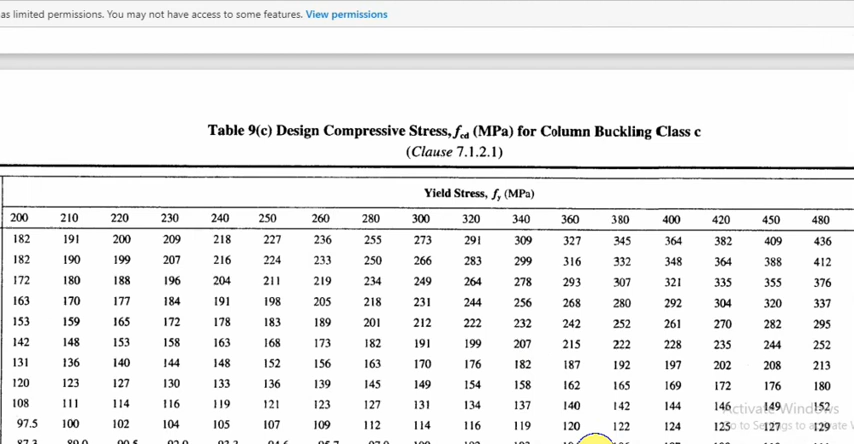 as limited permissions. You may not have access to some features. View permissions
Table 9(c) Design Compressive Stress, fcd (MPa) for Column Buckling Class c
(Clause 7.1.2.1)
Yield Stress, fy (MPa)
200 210 220 230 240 250 260 280 300 320 340 360 380 400 420 450 480
182 191 200 209 218 227 236 255 273 291 309 327 345 364 382 409 436
182 190 199 207 216 224 233 250 266 283 299 316 332 348 364 388 412
172 180 188 196 204 211 219 234 249 264 278 293 307 321 335 355 376
163 170 177 184 191 198 205 218 231 244 256 268 280 292 304 320 337
153 159 165 172 178 183 189 201 212 222 232 242 252 261 270 282 295
142 148 153 158 163 168 173 182 191 199 207 215 222 228 235 244 252
131 136 140 144 148 152 156 163 170 176 182 187 192 197 202 208 213
120 123 127 130 133 136 139 145 149 154 158 162 165 169 172 176 180
108 111 114 116 119 121 123 127 131 134 137 140 142 144 146 149 152
Activate Windows
97.5 100 102 104 105 107 109 112 114 116 119 120 122 124 125 127 129
to Settings to activate